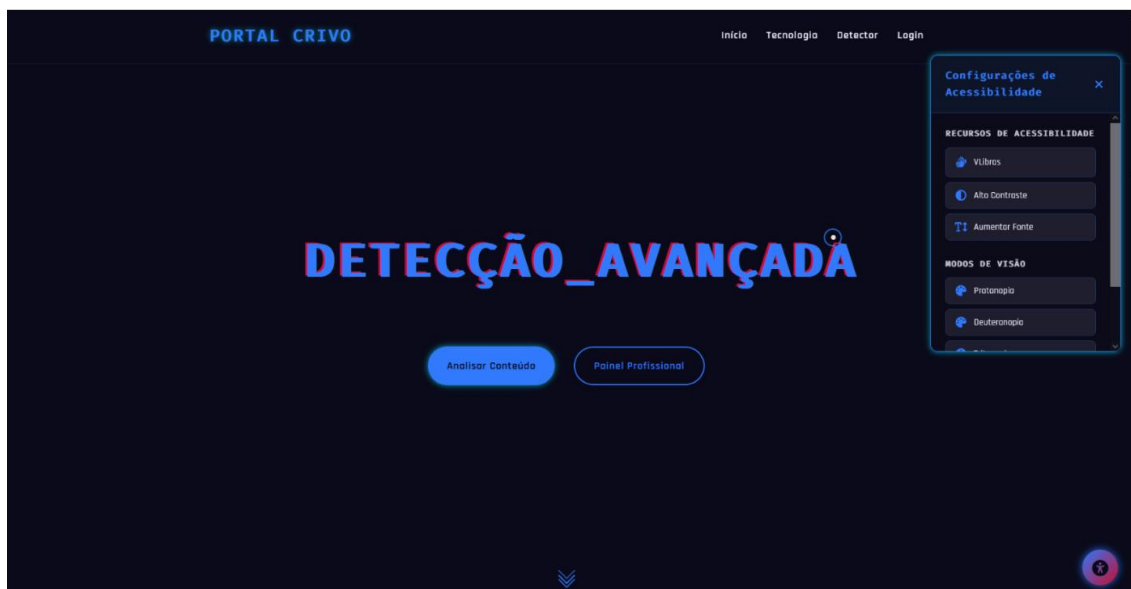 PORTAL CRIVO
Início Tecnologia Detector Login
Configurações de
Acessibilidade
RECURSOS DE ACESSIBILIDADE
VLibras
Alto Contraste
Aumentar Fonte
MODOS DE VISÃO
Protanopia
Deuteranopia
DETECÇÃO_AVANÇADA
Analisar Conteúdo
Painel Profissional